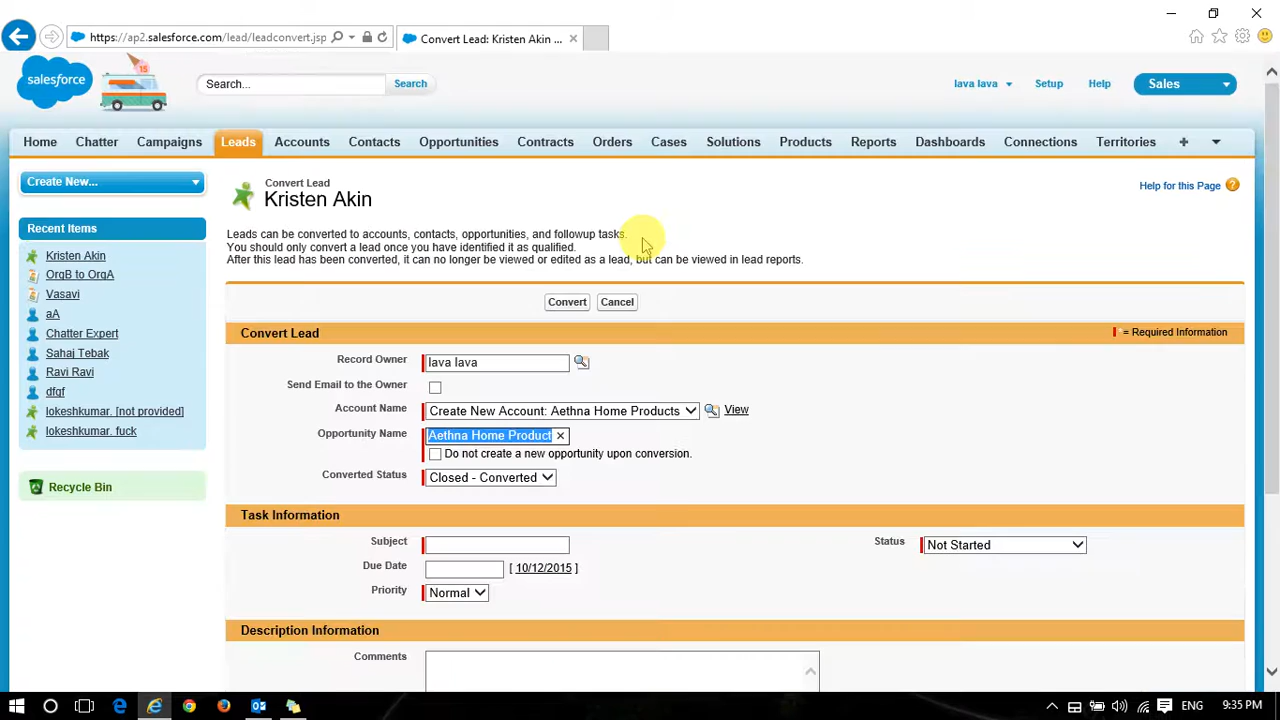 https://ap2.salesforce.com/lead/leadconvert.jsp
Convert Lead: Kristen Akin ...
salesforce
15
Search...
Search
lava lava
Setup
Help
Sales
Home
Chatter
Campaigns
Leads
Accounts
Contacts
Opportunities
Contracts
Orders
Cases
Solutions
Products
Reports
Dashboards
Connections
Territories
+
Create New...
Convert Lead
Kristen Akin
Help for this Page
Leads can be converted to accounts, contacts, opportunities, and followup tasks.
You should only convert a lead once you have identified it as qualified.
After this lead has been converted, it can no longer be viewed or edited as a lead, but can be viewed in lead reports.
Recent Items
Kristen Akin
OrgB to OrgA
Vasavi
aA
Chatter Expert
Sahaj Tebak
Ravi Ravi
dfgf
lokeshkumar. [not provided]
lokeshkumar. fuck
Recycle Bin
Convert
Cancel
Convert Lead
= Required Information
Record Owner
lava lava
Send Email to the Owner
Account Name
Create New Account: Aethna Home Products
View
Opportunity Name
Aethna Home Product
Do not create a new opportunity upon conversion.
Converted Status
Closed - Converted
Task Information
Subject
Status
Not Started
Due Date
[ 10/12/2015 ]
Priority
Normal
Description Information
Comments
ENG
9:35 PM